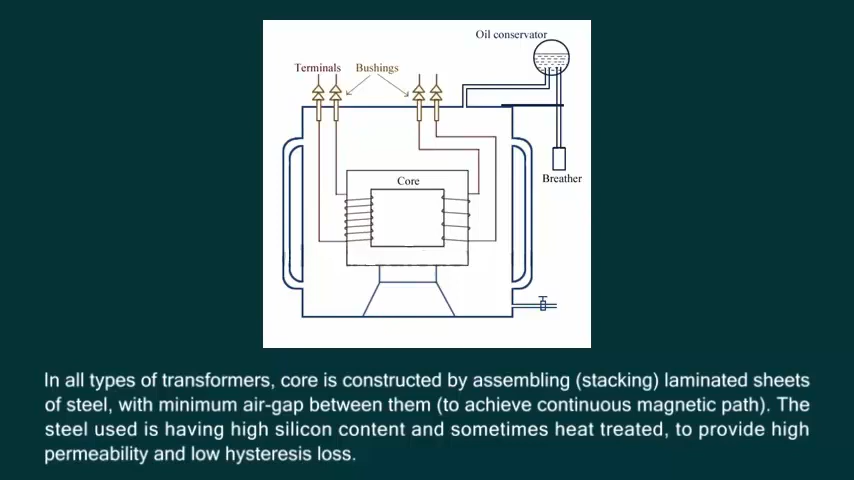 Oil conservator
Terminals Bushings
Core
Breather
In all types of transformers, core is constructed by assembling (stacking) laminated sheets
of steel, with minimum air-gap between them (to achieve continuous magnetic path). The
steel used is having high silicon content and sometimes heat treated, to provide high
permeability and low hysteresis loss.